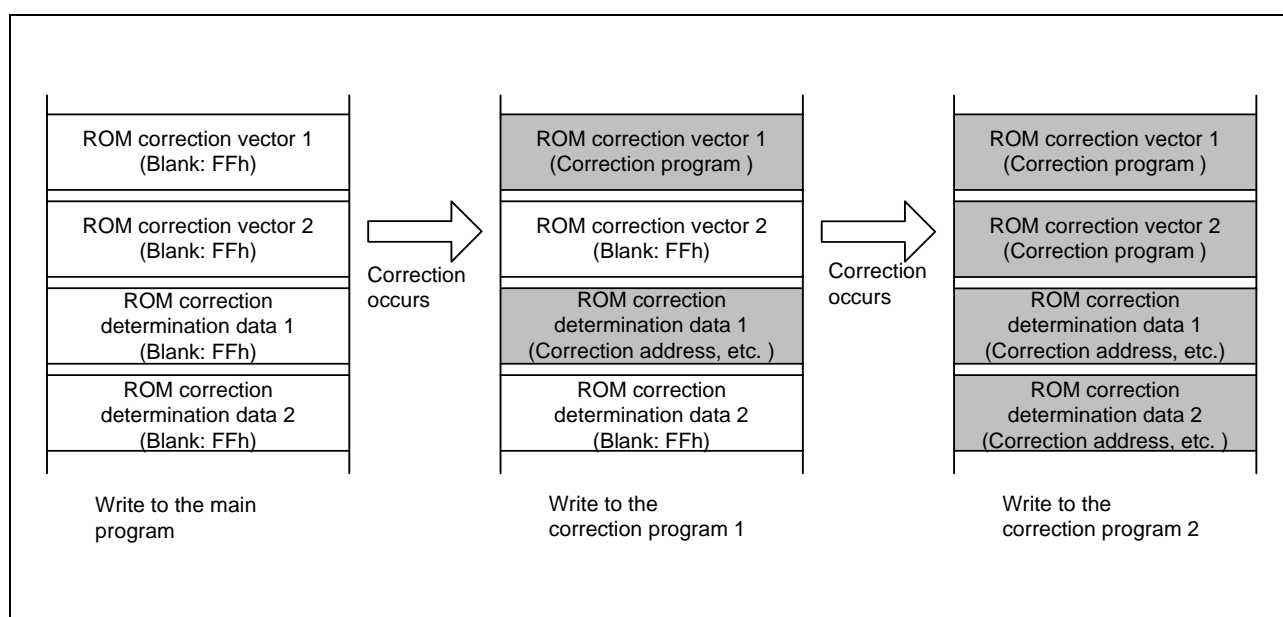 ROM correction vector 1
(Blank: FFh)
ROM correction vector 2
(Blank: FFh)
ROM correction
determination data 1
(Blank: FFh)
ROM correction
determination data 2
(Blank: FFh)
Write to the main
program
Correction
occurs
ROM correction vector 1
(Correction program )
ROM correction vector 2
(Blank: FFh)
ROM correction
determination data 1
(Correction address, etc. )
ROM correction
determination data 2
(Blank: FFh)
Write to the
correction program 1
Correction
occurs
ROM correction vector 1
(Correction program )
ROM correction vector 2
(Correction program )
ROM correction
determination data 1
(Correction address, etc.)
ROM correction
determination data 2
(Correction address, etc. )
Write to the
correction program 2